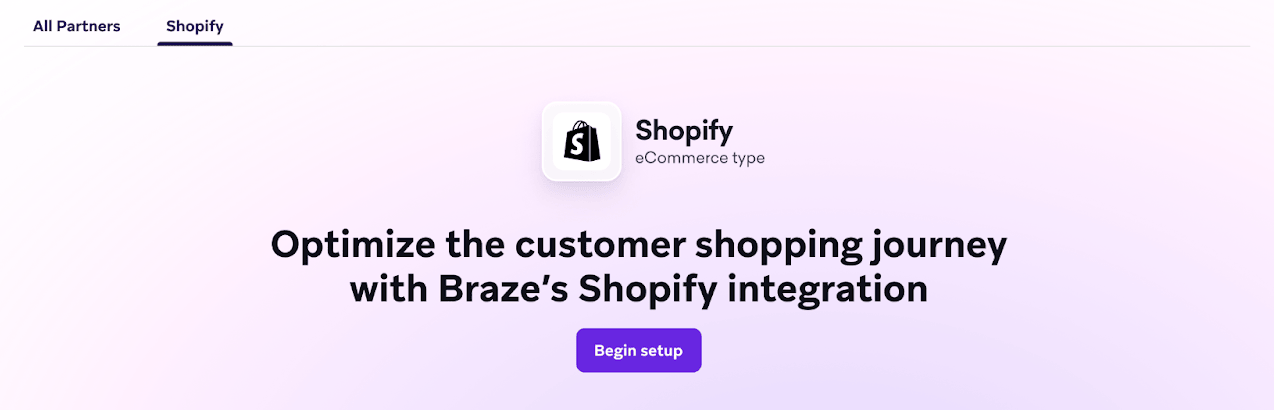 All Partners
Shopify
S
Shopify
eCommerce type
Optimize the customer shopping journey
with Braze’s Shopify integration
Begin setup